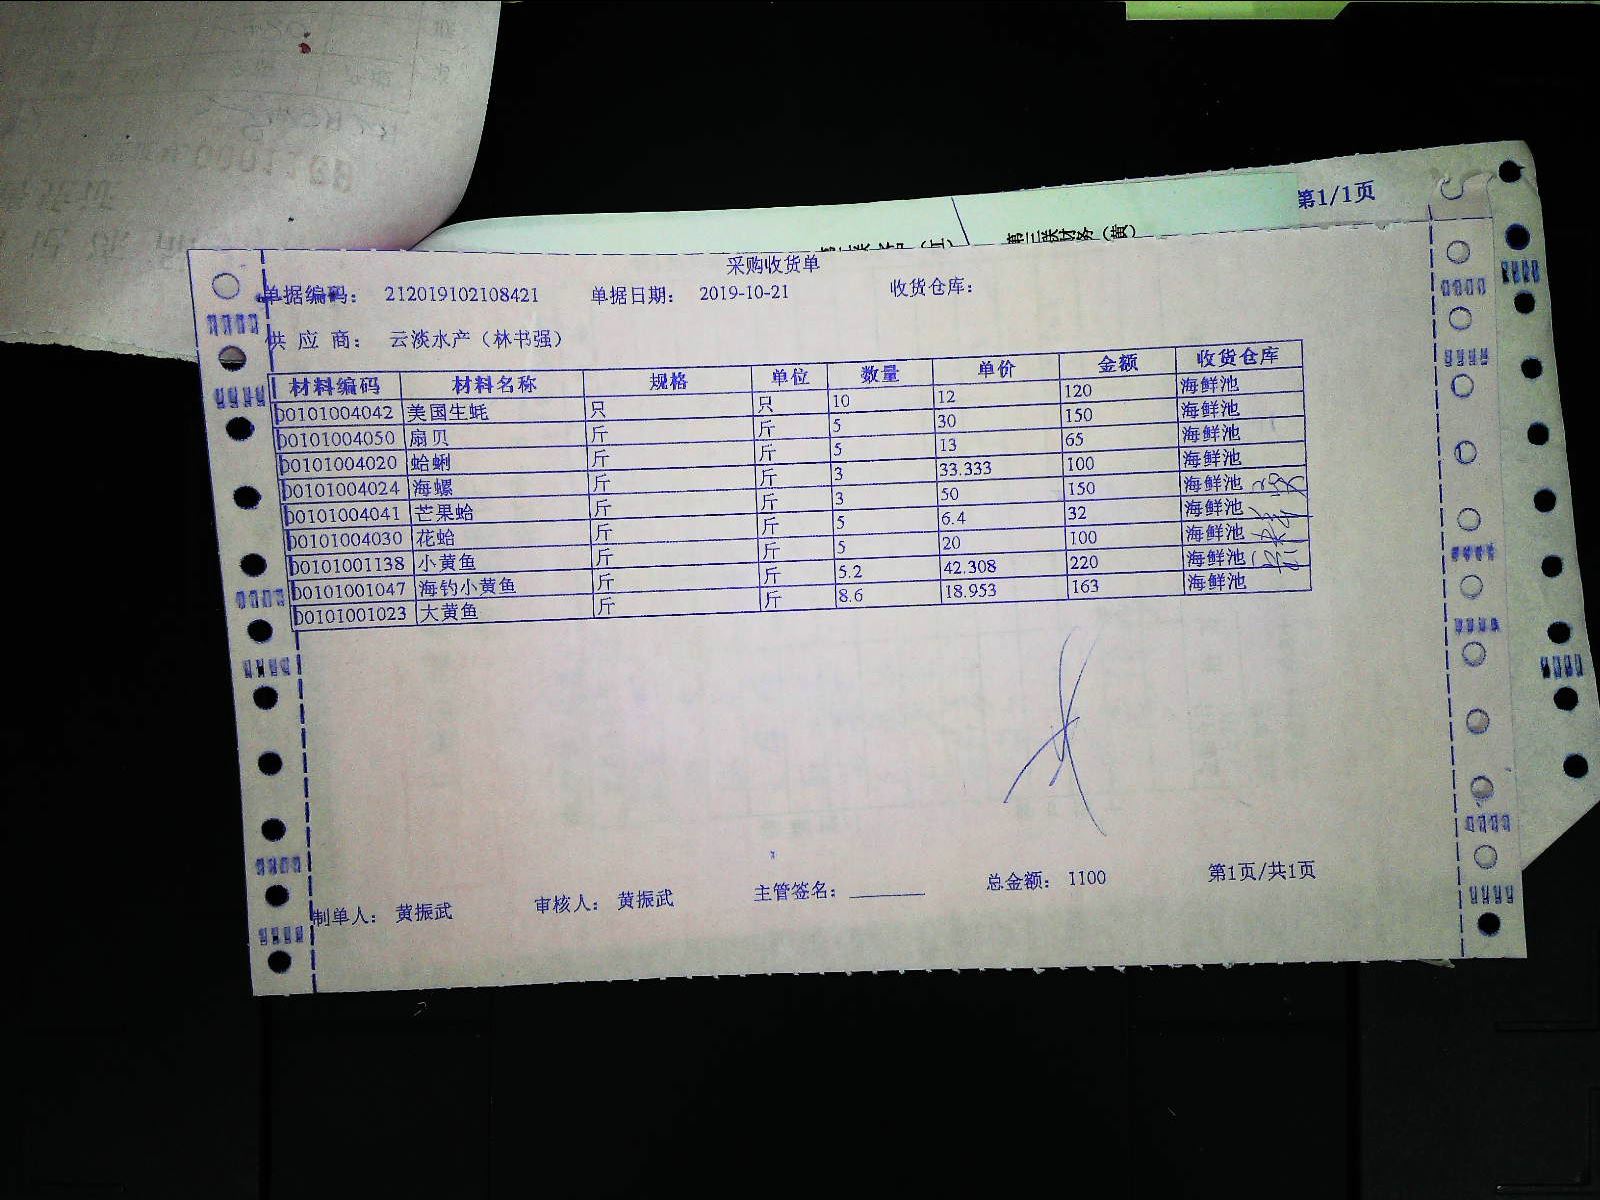 第1/1页
采购收货单
单据编码： 212019102108421 单据日期： 2019-10-21 收货仓库：
供 应 商： 云淡水产（林书强）
材料编码 材料名称 规格 单位 数量 单价 金额 收货仓库
00101004042 美国生蚝 只 只 10 12 120 海鲜池
00101004050 扇贝 斤 斤 5 30 150 海鲜池
00101004020 蛤蜊 斤 斤 5 13 65 海鲜池
00101004024 海螺 斤 斤 3 33.333 100 海鲜池
00101004041 芒果蛤 斤 斤 3 50 150 海鲜池
00101004030 花蛤 斤 斤 5 6.4 32 海鲜池
00101001138 小黄鱼 斤 斤 5 20 100 海鲜池
00101001047 海钓小黄鱼 斤 斤 5.2 42.308 220 海鲜池
00101001023 大黄鱼 斤 斤 8.6 18.953 163 海鲜池
制单人： 黄振武 审核人： 黄振武 主管签名： 总金额： 1100 第1页/共1页